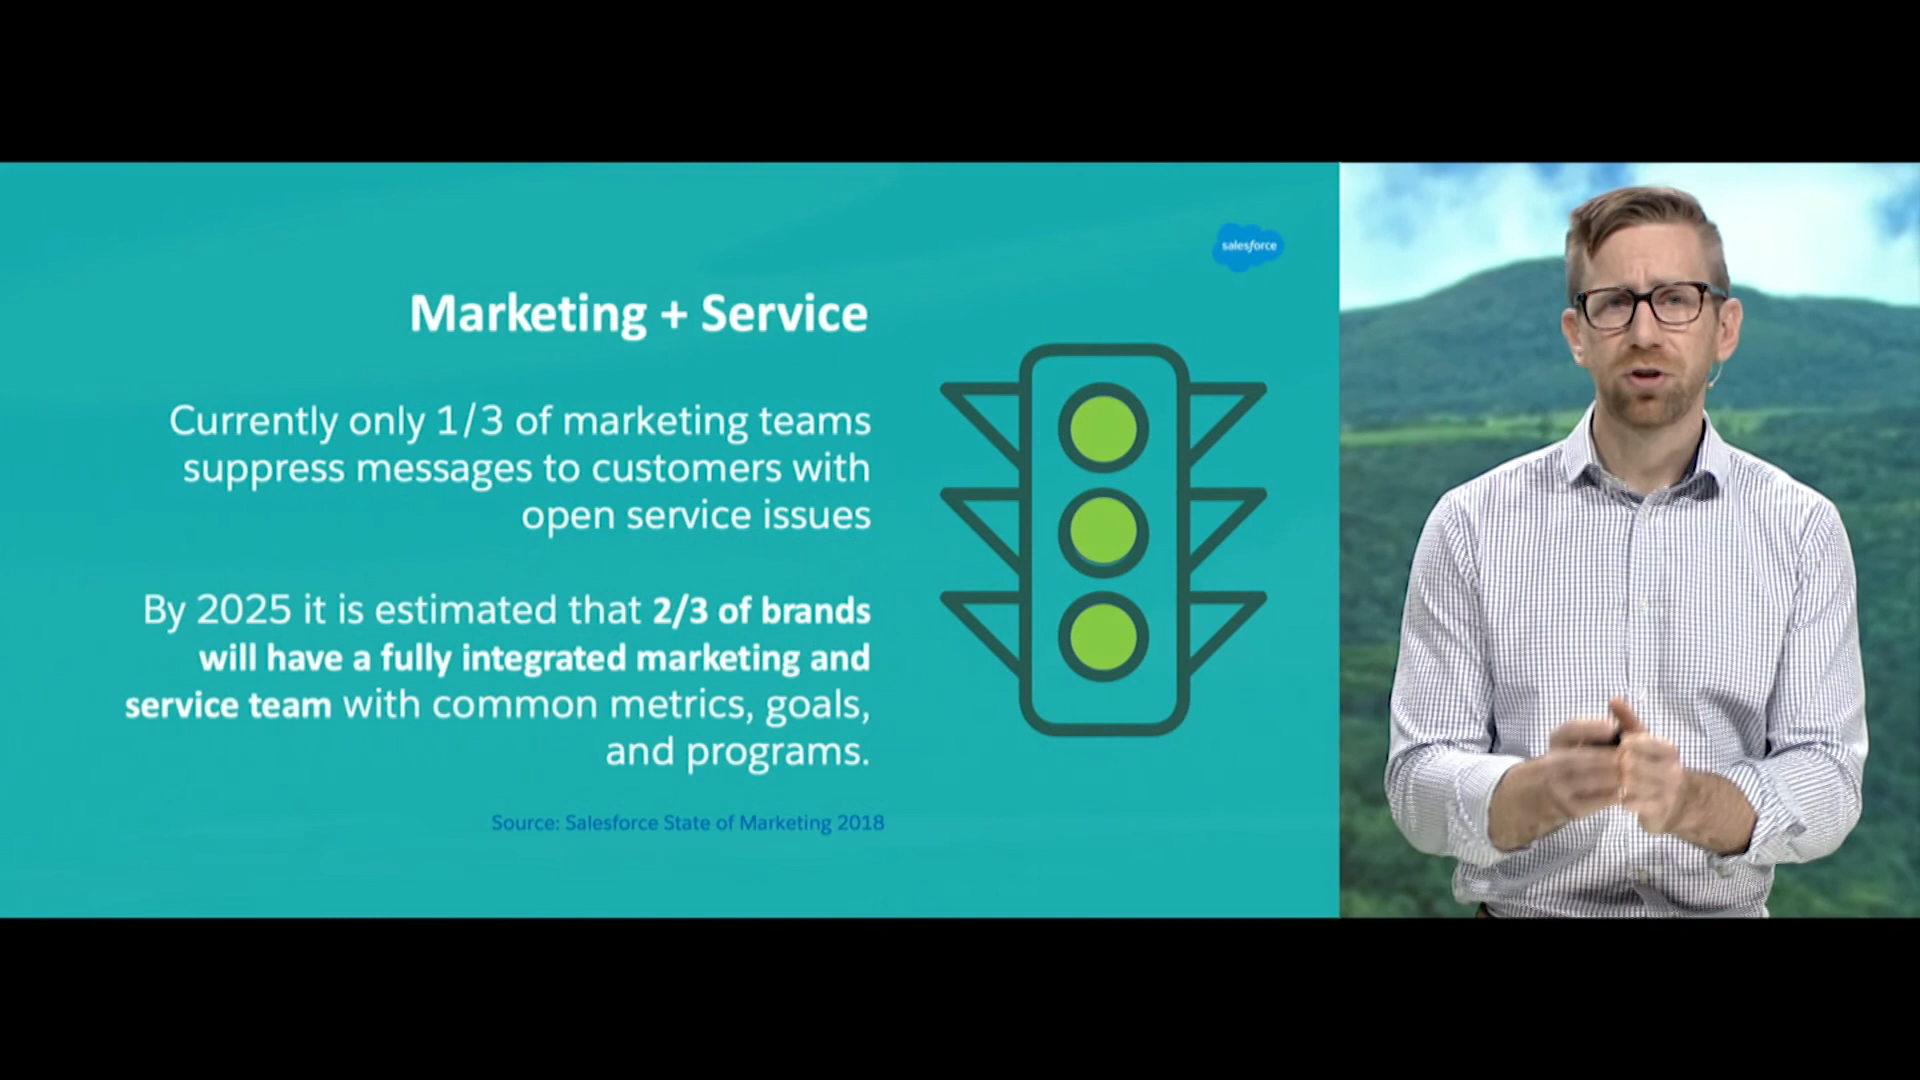 salesforce
Marketing + Service
Currently only 1/3 of marketing teams
suppress messages to customers with
open service issues
By 2025 it is estimated that 2/3 of brands
will have a fully integrated marketing and
service team with common metrics, goals,
and programs.
Source: Salesforce State of Marketing 2018